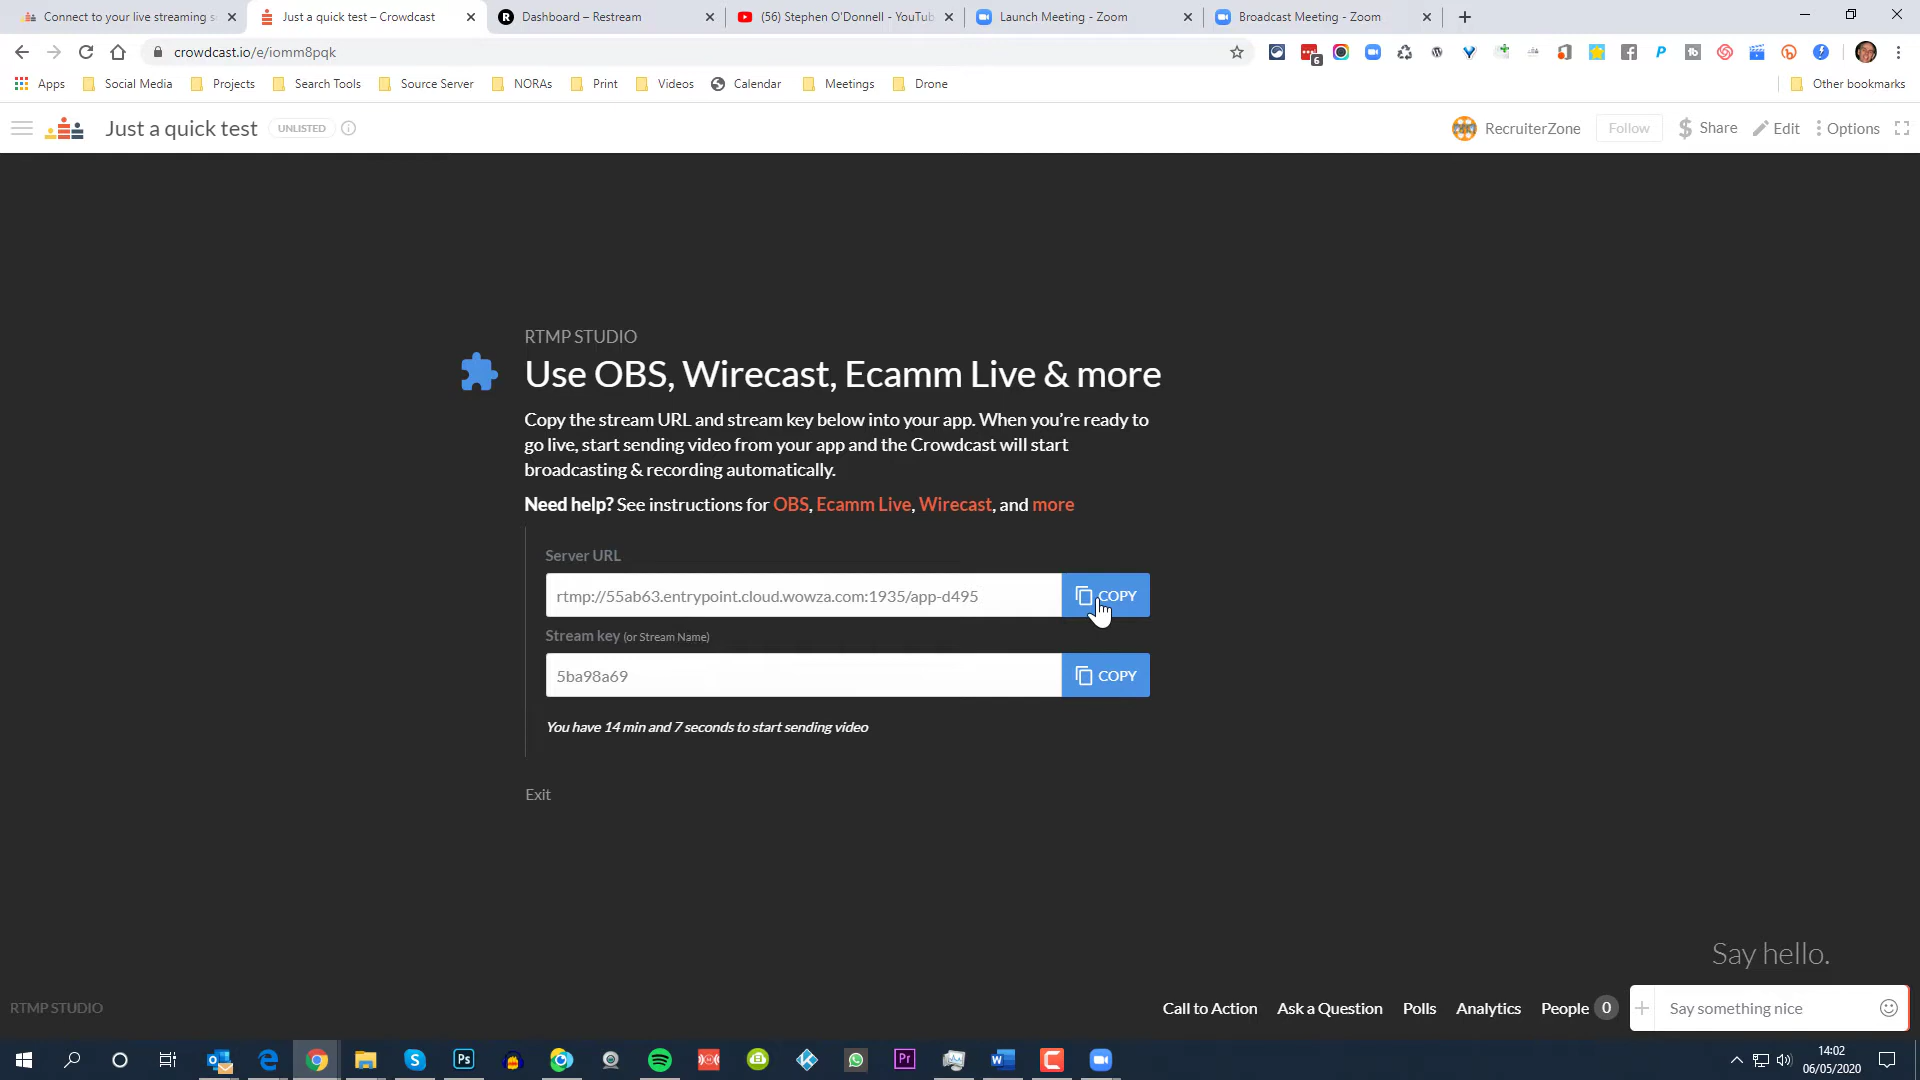 Connect to your live streaming s
Just a quick test – Crowdcast
Dashboard – Restream
(56) Stephen O'Donnell - YouTub
Launch Meeting - Zoom
Broadcast Meeting - Zoom
crowdcast.io/e/iomm8pqk
6
Apps
Social Media
Projects
Search Tools
Source Server
NORAs
Print
Videos
Calendar
Meetings
Drone
Other bookmarks
Just a quick test
UNLISTED
RecruiterZone
Follow
Share
Edit
Options
RTMP STUDIO
Use OBS, Wirecast, Ecamm Live & more
Copy the stream URL and stream key below into your app. When you're ready to
go live, start sending video from your app and the Crowdcast will start
broadcasting & recording automatically.
Need help? See instructions for OBS, Ecamm Live, Wirecast, and more
Server URL
rtmp://55ab63.entrypoint.cloud.wowza.com:1935/app-d495
COPY
Stream key (or Stream Name)
5ba98a69
COPY
You have 14 min and 7 seconds to start sending video
Exit
Say hello.
RTMP STUDIO
Call to Action
Ask a Question
Polls
Analytics
People 0
Say something nice
14:02
06/05/2020